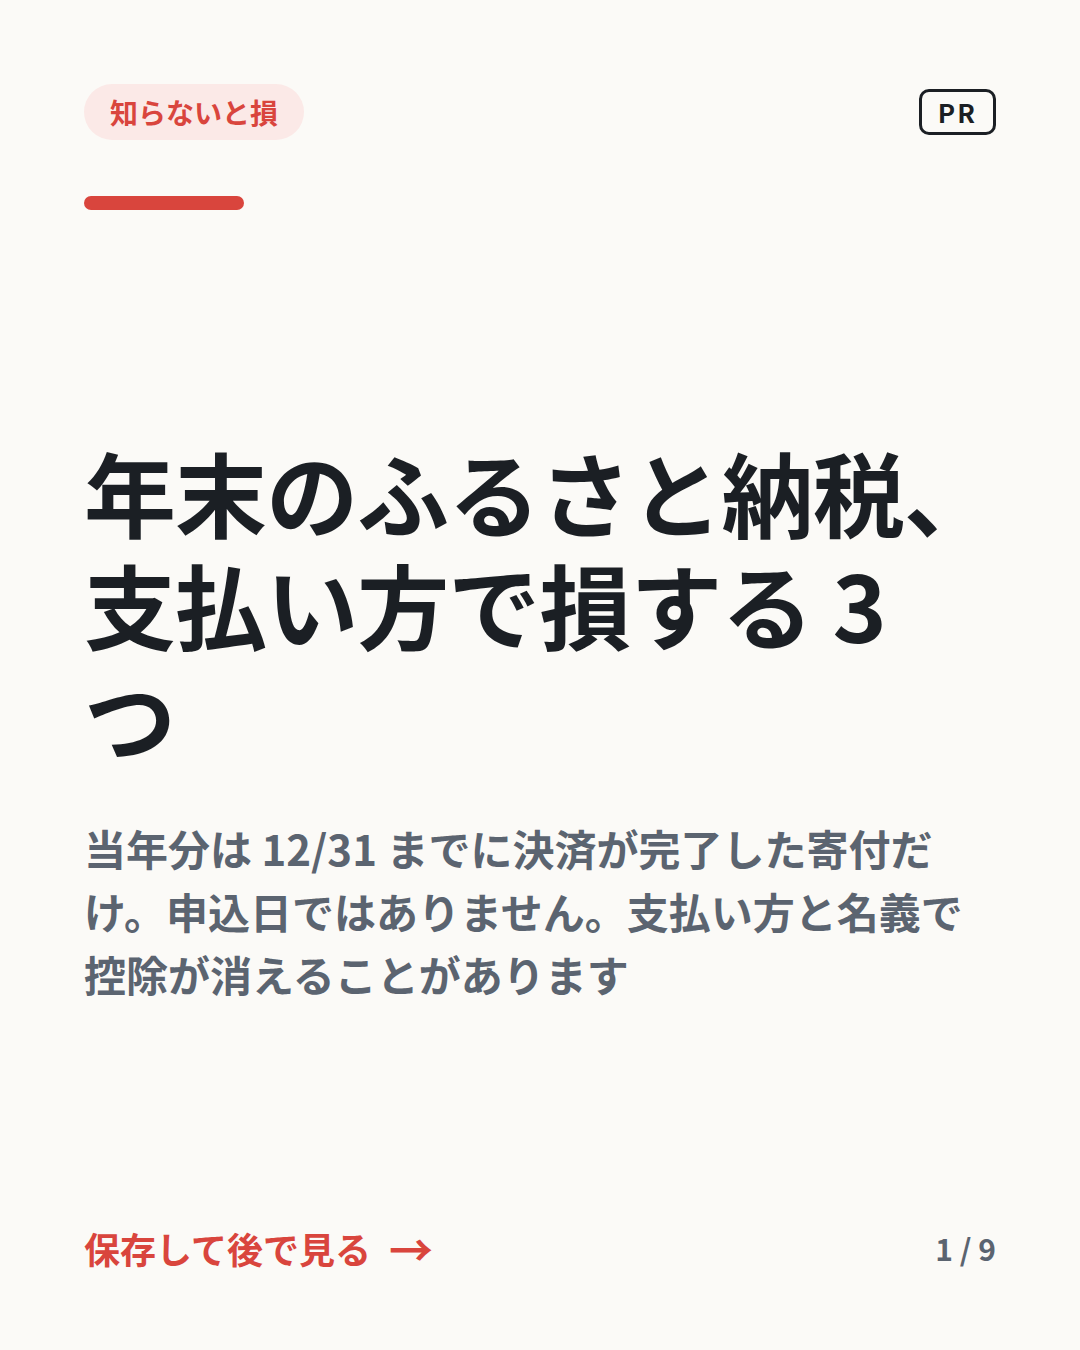 知らないと損
PR
年末のふるさと納税、
支払い方で損する 3
つ
当年分は 12/31 までに決済が完了した寄付だ
け。申込日ではありません。支払い方と名義で
控除が消えることがあります
保存して後で見る →
1 / 9